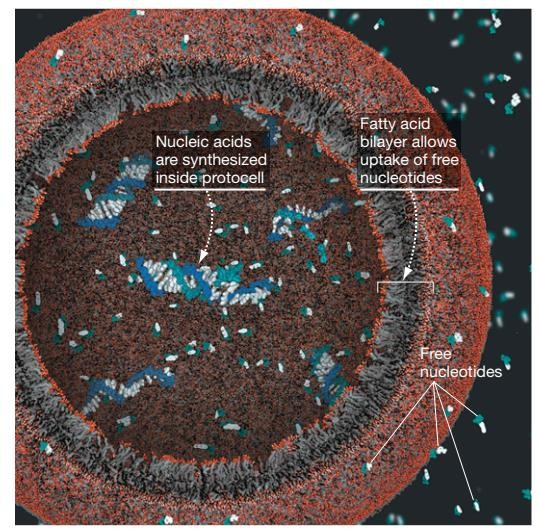 Nucleic acids
are synthesized
inside protocell
Fatty acid
bilayer allows
uptake of free
nucleotides
Free
nucleotides